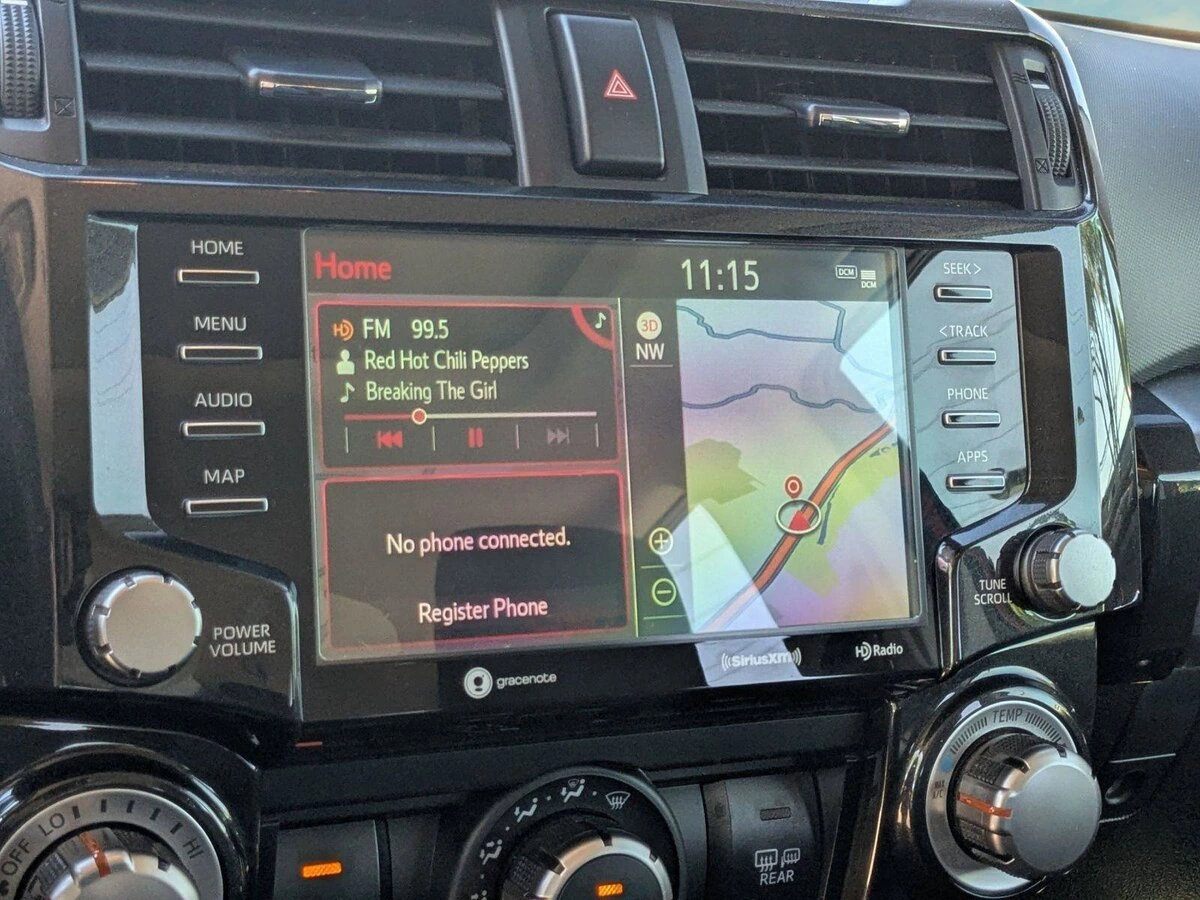 HOME
MENU
AUDIO
MAP
POWER
VOLUME
Home
11:15
DCM
DCM
HD FM 99.5
Red Hot Chili Peppers
Breaking The Girl
No phone connected.
Register Phone
3D
NW
SEEK >
< TRACK
PHONE
APPS
TUNE
SCROLL
gracenote
((SiriusXM))
HD Radio
OFF LO HI
TEMP
REAR